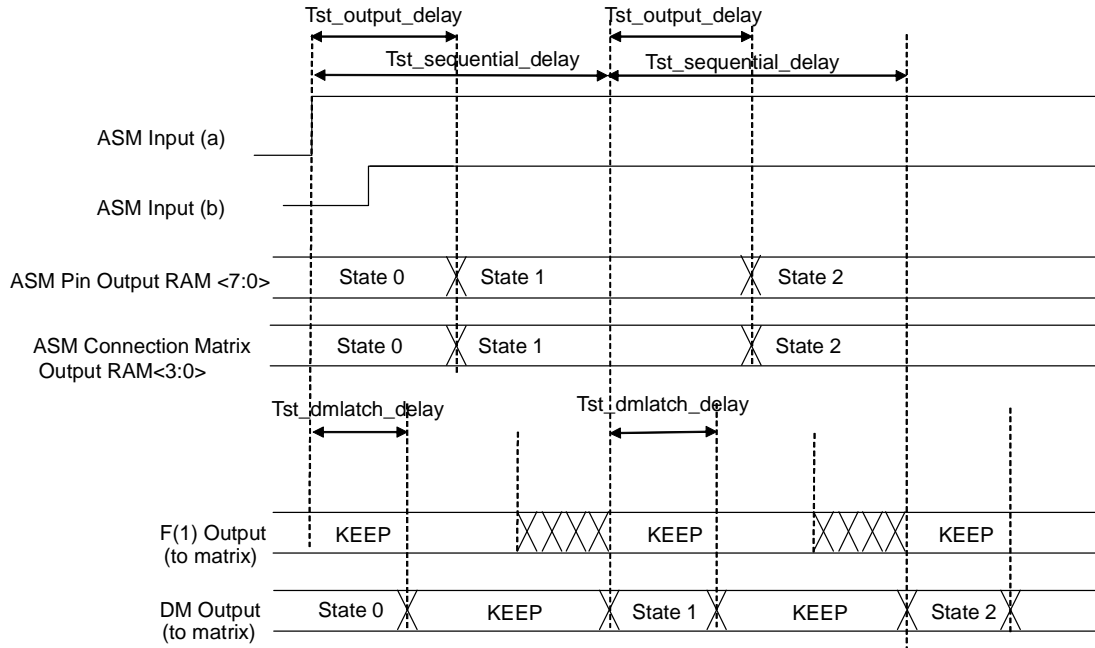 Tst_output_delay Tst_output_delay
Tst_sequential_delay Tst_sequential_delay
ASM Input (a)
ASM Input (b)
ASM Pin Output RAM <7:0> State 0 State 1 State 2
ASM Connection Matrix
Output RAM<3:0> State 0 State 1 State 2
Tst_dmlatch_delay Tst_dmlatch_delay
F(1) Output
(to matrix) KEEP KEEP KEEP
DM Output
(to matrix) State 0 KEEP State 1 KEEP State 2